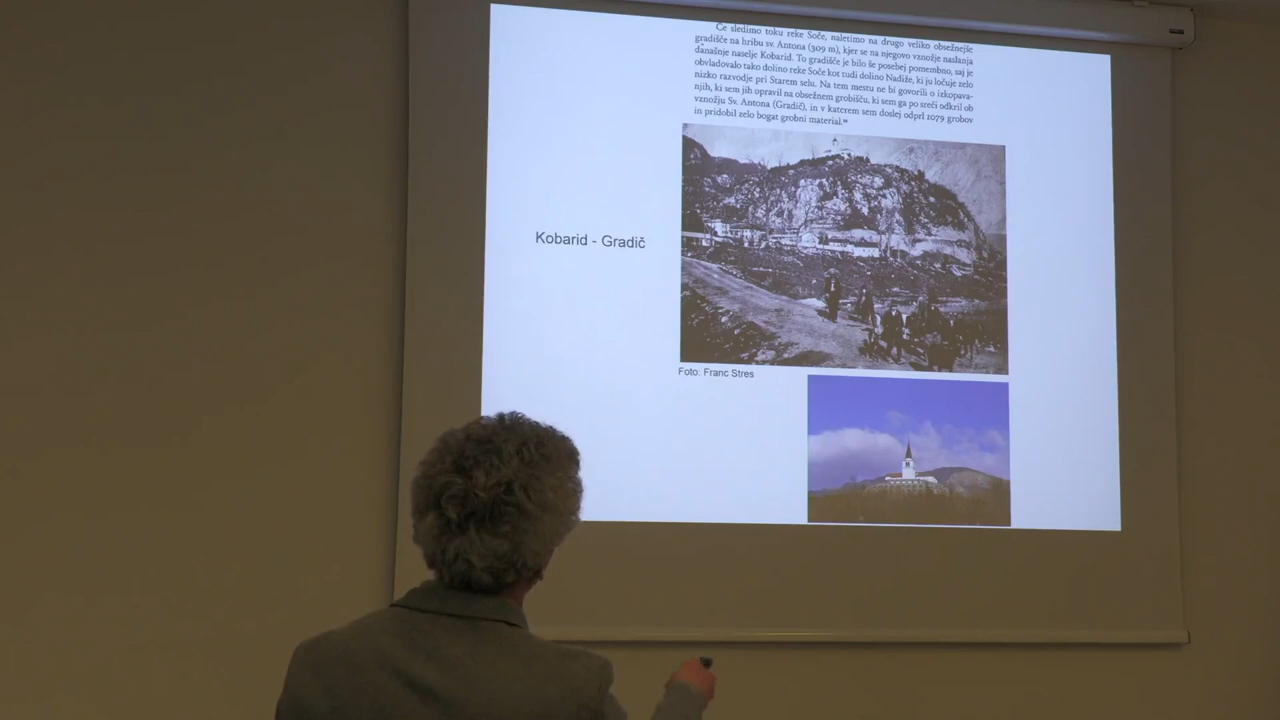 Če sledimo toku reke Soče, naletimo na drugo veliko obsežnejše
gradišče na hribu sv. Antona (309 m), kjer se na njegovo vznožje naslanja
današnje naselje Kobarid. To gradišče je bilo še posebej pomembno, saj je
obvladovalo tako dolino reke Soče kot tudi dolino Nadiže, ki ju ločuje zelo
nizko razvodje pri Starem selu. Na tem mestu ne bi govorili o izkopava-
njih, ki sem jih opravil na obsežnem grobišču, ki sem ga po sreči odkril ob
vznožju Sv. Antona (Gradič), in v katerem sem doslej odprl 1079 grobov
in pridobil zelo bogat grobni material.
Kobarid - Gradič
Foto: Franc Stres